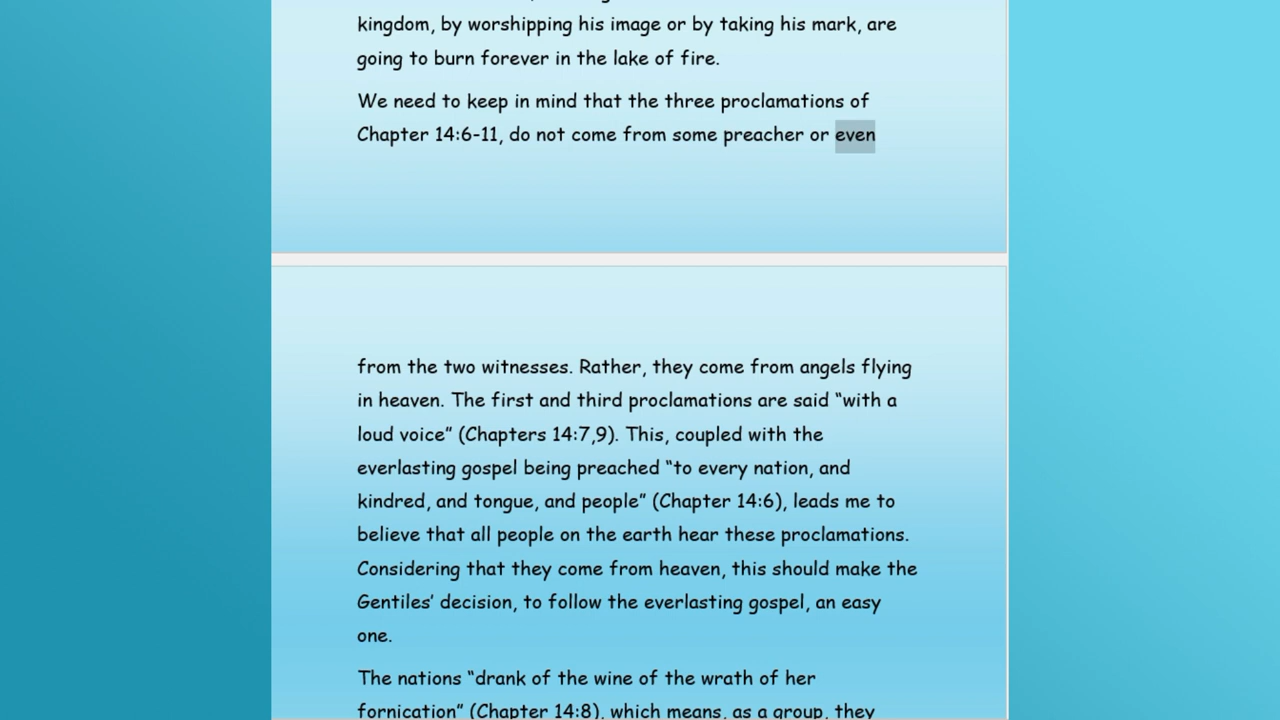 kingdom, by worshipping his image or by taking his mark, are
going to burn forever in the lake of fire.
We need to keep in mind that the three proclamations of
Chapter 14:6-11, do not come from some preacher or even
from the two witnesses. Rather, they come from angels flying
in heaven. The first and third proclamations are said “with a
loud voice” (Chapters 14:7,9). This, coupled with the
everlasting gospel being preached “to every nation, and
kindred, and tongue, and people” (Chapter 14:6), leads me to
believe that all people on the earth hear these proclamations.
Considering that they come from heaven, this should make the
Gentiles’ decision, to follow the everlasting gospel, an easy
one.
The nations “drank of the wine of the wrath of her
fornication” (Chapter 14:8), which means, as a group, they